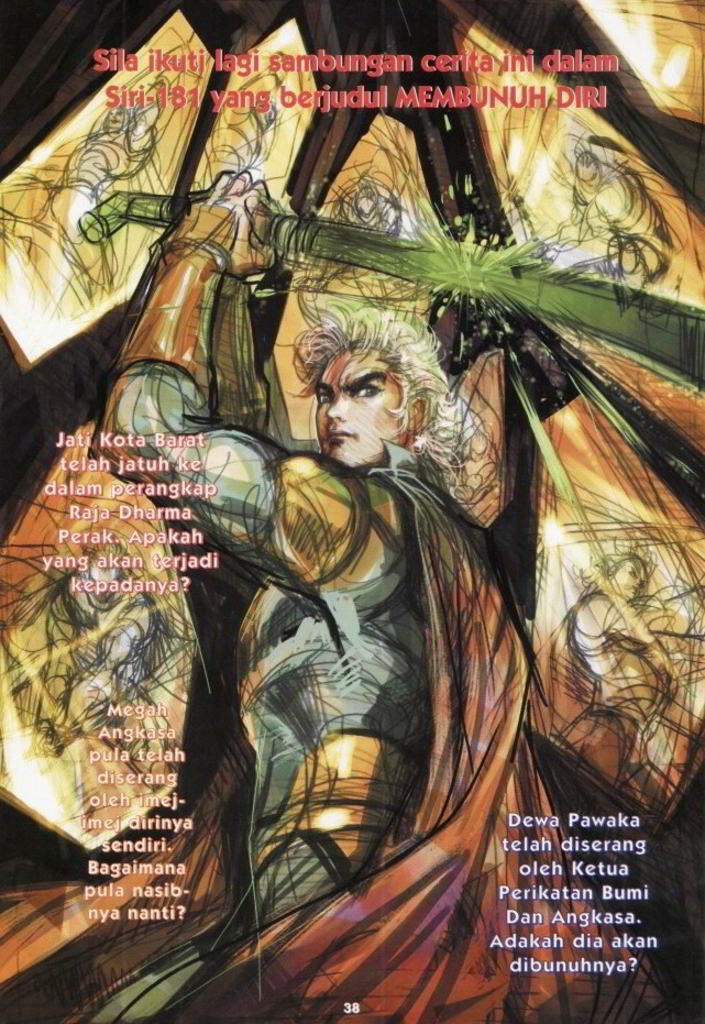 Sila ikuti lagi sambungan cerita ini dalam
Siri-181 yang berjudul MEMBUNUH DIRI
Jati Kota Barat
telah jatuh ke
dalam perangkap
Raja Dharma
Perak. Apakah
yang akan terjadi
kepadanya?
Megah
Angkasa
pula telah
diserang
oleh imej-
imej dirinya
sendiri.
Bagaimana
pula nasib-
nya nanti?
Dewa Pawaka
telah diserang
oleh Ketua
Perikatan Bumi
Dan Angkasa.
Adakah dia akan
dibunuhnya?
38